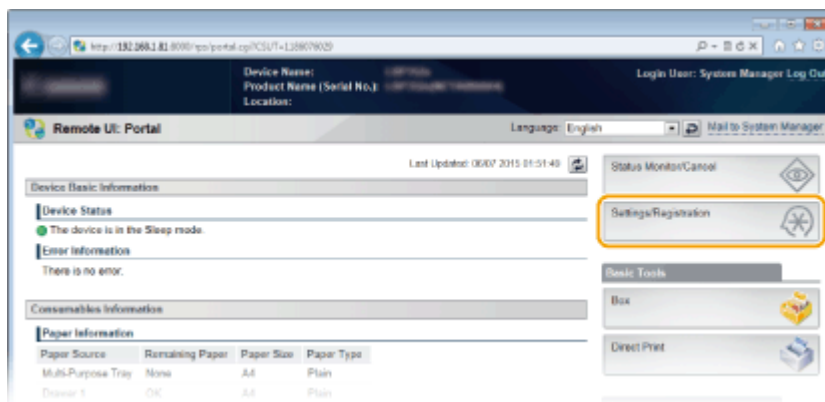 http://192.168.1.81:8000/rps/portal.cgi?CSUT=1189076029
Device Name:
Product Name (Serial No.):
Location:
Login User: System Manager Log Out
Remote UI: Portal
Language: English
Mail to System Manager
Last Updated: 06/07 2015 01:51:49
Device Basic Information
Device Status
The device is in the Sleep mode.
Error Information
There is no error.
Consumables Information
Paper Information
Paper Source Remaining Paper Paper Size Paper Type
Multi-Purpose Tray None A4 Plain
Drawer 1 OK A4 Plain
Status Monitor/Cancel
Settings/Registration
Basic Tools
Box
Direct Print